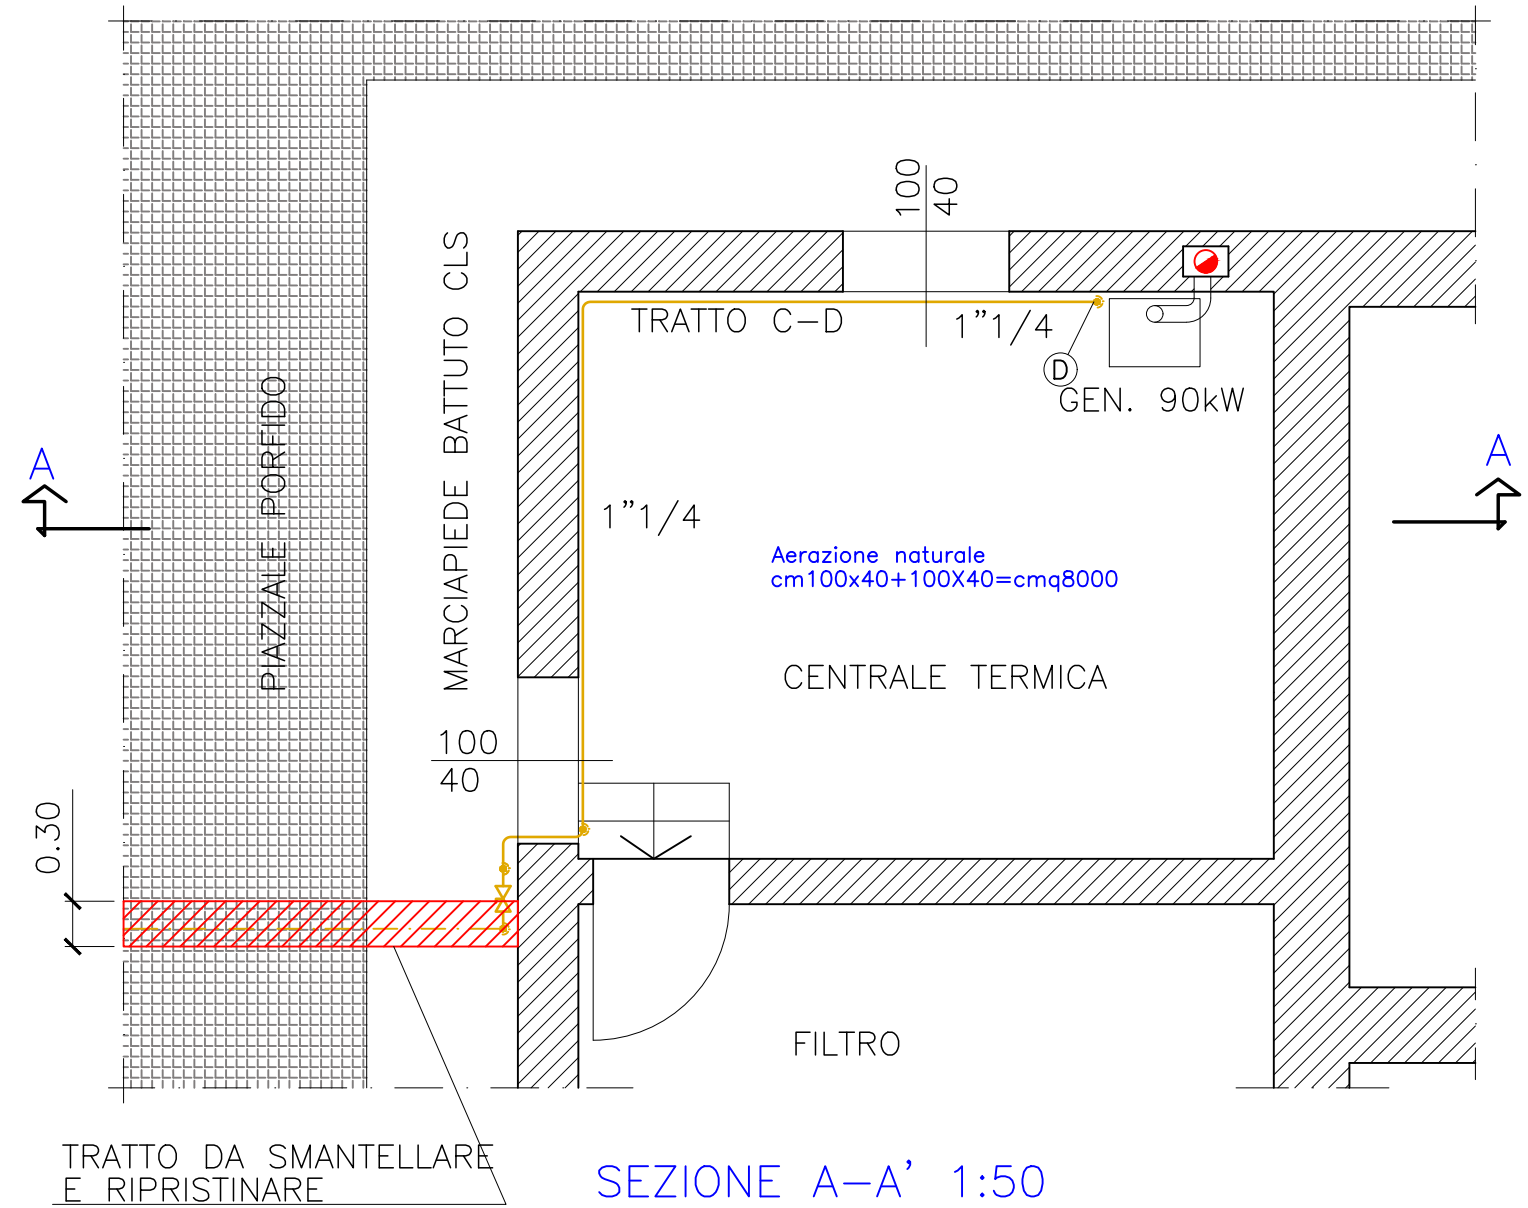 100
40
MARCIAPIEDE BATTUTO CLS
TRATTO C-D
1"1/4
D
GEN. 90kW
PIAZZALE PORFIDO
A
A
1"1/4
Aerazione naturale
cm100x40+100X40=cmq8000
CENTRALE TERMICA
100
40
0.30
FILTRO
TRATTO DA SMANTELLARE
E RIPRISTINARE
SEZIONE A-A' 1:50